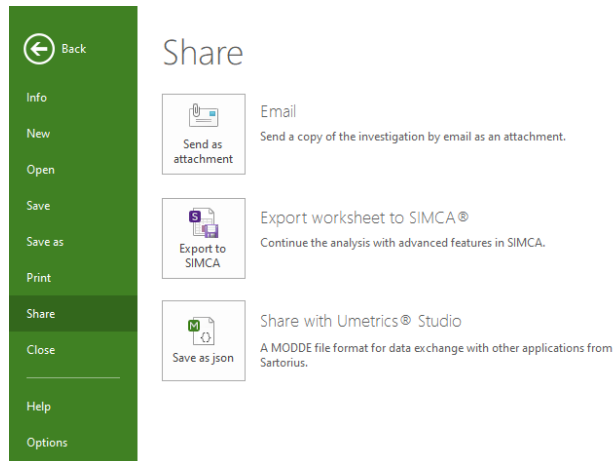 Back
Info
New
Open
Save
Save as
Print
Share
Close
Help
Options
Share
Send as
attachment
Email
Send a copy of the investigation by email as an attachment.
S
Export to
SIMCA
Export worksheet to SIMCA®
Continue the analysis with advanced features in SIMCA.
M
{}
Save as json
Share with Umetrics® Studio
A MODDE file format for data exchange with other applications from
Sartorius.